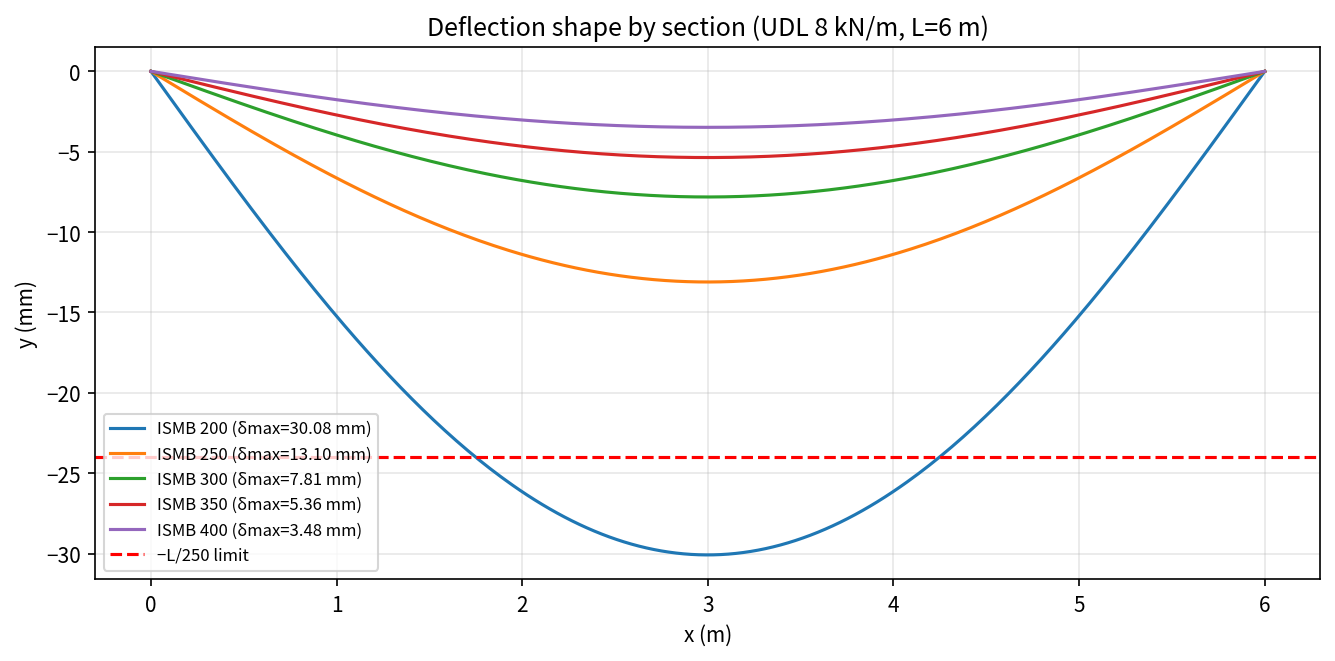 Deflection shape by section (UDL 8 kN/m, L=6 m)
y (mm)
0
−5
−10
−15
−20
−25
−30
ISMB 200 (δmax=30.08 mm)
ISMB 250 (δmax=13.10 mm)
ISMB 300 (δmax=7.81 mm)
ISMB 350 (δmax=5.36 mm)
ISMB 400 (δmax=3.48 mm)
−L/250 limit
0 1 2 3 4 5 6
x (m)